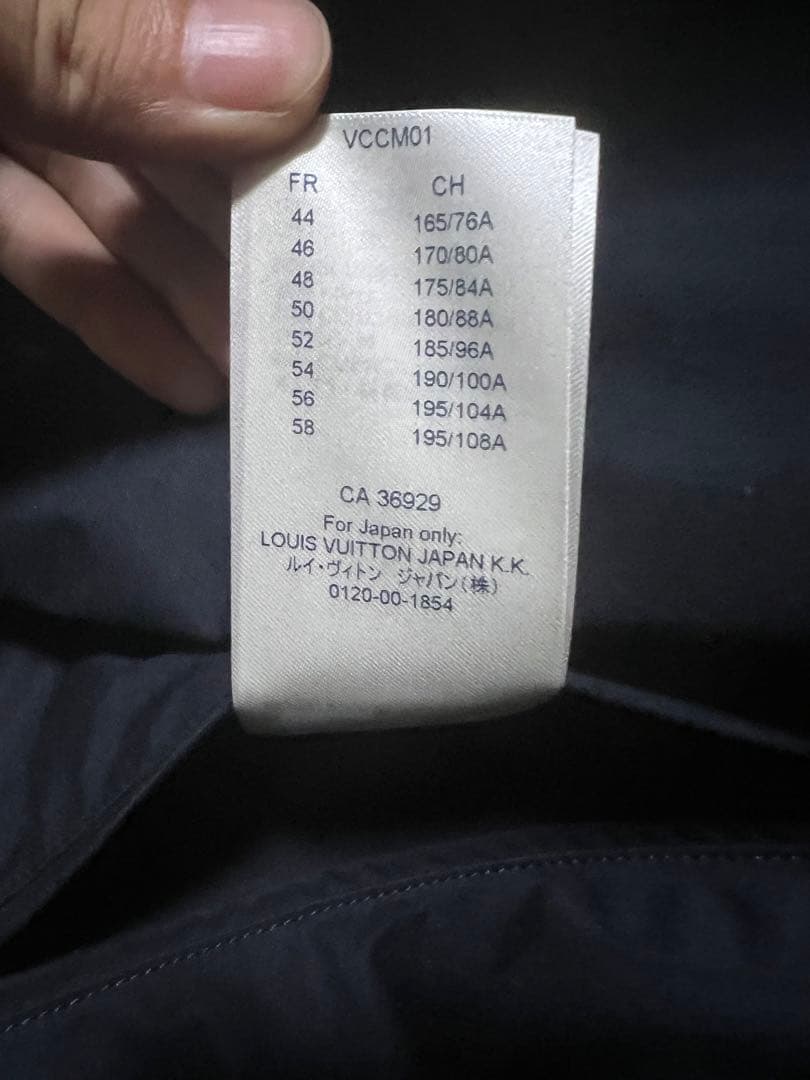 VCCM01
FR CH
44 165/76A
46 170/80A
48 175/84A
50 180/88A
52 185/96A
54 190/100A
56 195/104A
58 195/108A
CA 36929
For Japan only:
LOUIS VUITTON JAPAN K.K.
ルイ・ヴィトン ジャパン(株)
0120-00-1854